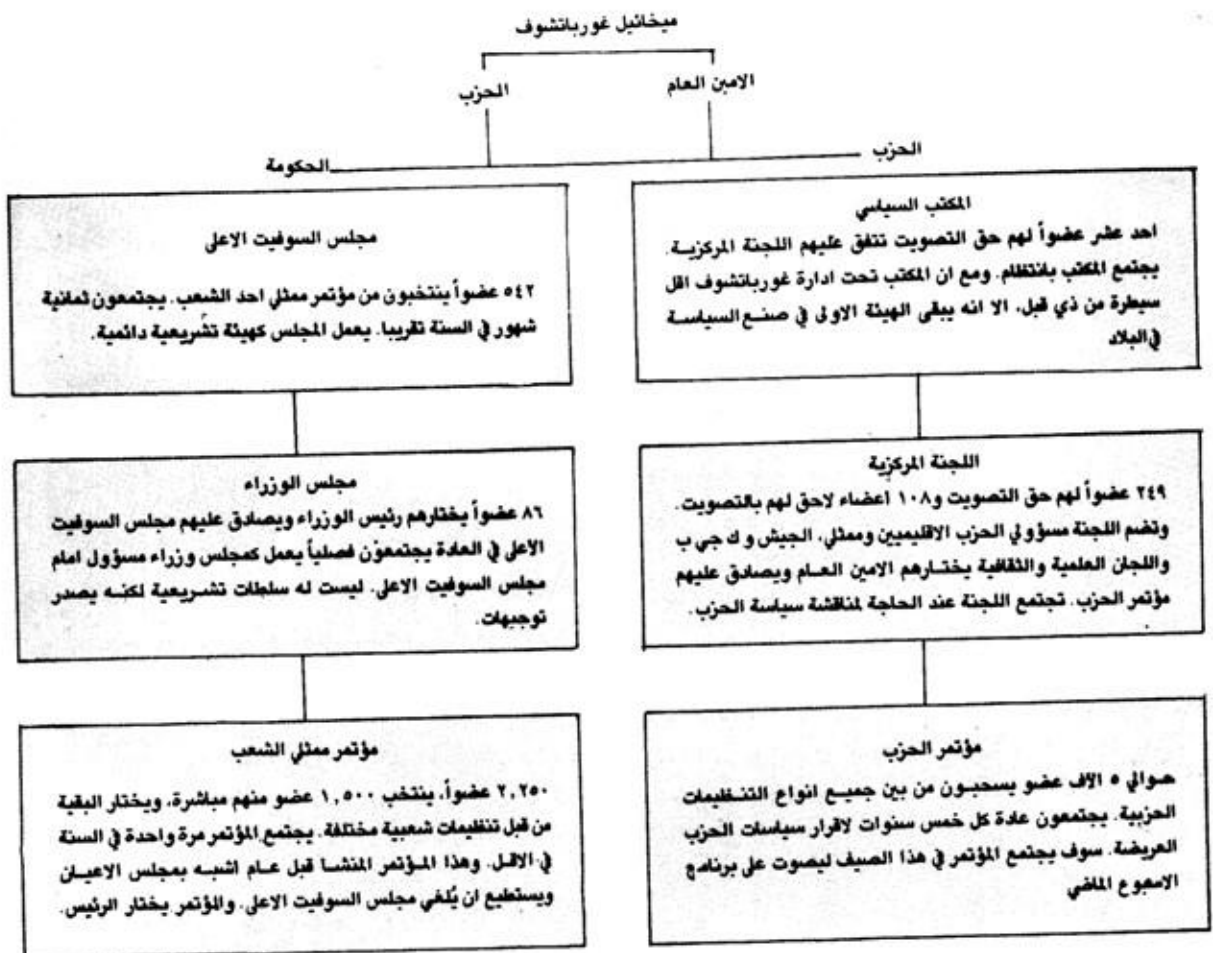 ميخائيل غورباتشوف
الامين العام
الحزب
الحزب
الحكومة
المكتب السياسي
احد عشر عضواً لهم حق التصويت تتفق عليهم اللجنة المركزية.
يجتمع المكتب بانتظام. ومع ان المكتب تحت ادارة غورباتشوف اقل
سيطرة من ذي قبل، الا انه يبقى الهيئة الاولى في صنع السياسة
في البلاد
مجلس السوفيت الاعلى
٥٤٢ عضواً ينتخبون من مؤتمر ممثلي احد الشعب. يجتمعون ثمانية
شهور في السنة تقريبا. يعمل المجلس كهيئة تشريعية دائمية.
اللجنة المركزية
٢٤٩ عضواً لهم حق التصويت و١٠٨ اعضاء لاحق لهم بالتصويت.
وتضم اللجنة مسؤولي الحزب الاقليميين وممثلي، الجيش و ك جي ب
واللجان العلمية والثقافية يختارهم الامين العام ويصادق عليهم
مؤتمر الحزب. تجتمع اللجنة عند الحاجة لمناقشة سياسة الحزب.
مجلس الوزراء
٨٦ عضواً يختارهم رئيس الوزراء ويصادق عليهم مجلس السوفيت
الاعلى في العادة يجتمعون فصلياً يعمل كمجلس وزراء مسؤول امام
مجلس السوفيت الاعلى. ليست له سلطات تشريعية لكنه يصدر
توجيهات.
مؤتمر الحزب
حوالي ٥ الاف عضو يسحبون من بين جميع انواع التنظيمات
الحزبية. يجتمعون عادة كل خمس سنوات لاقرار سياسات الحزب
العريضة. سوف يجتمع المؤتمر في هذا الصيف ليصوت على برنامج
الاسبوع الماضي
مؤتمر ممثلي الشعب
٢,٢٥٠ عضواً، ينتخب ١,٥٠٠ عضو منهم مباشرة، ويختار البقية
من قبل تنظيمات شعبية مختلفة. يجتمع المؤتمر مرة واحدة في السنة
في الاقل. وهذا المؤتمر المنشا قبل عام اشبه بمجلس الاعيان
ويستطيع ان يُلغي مجلس السوفيت الاعلى. والمؤتمر يختار الرئيس.